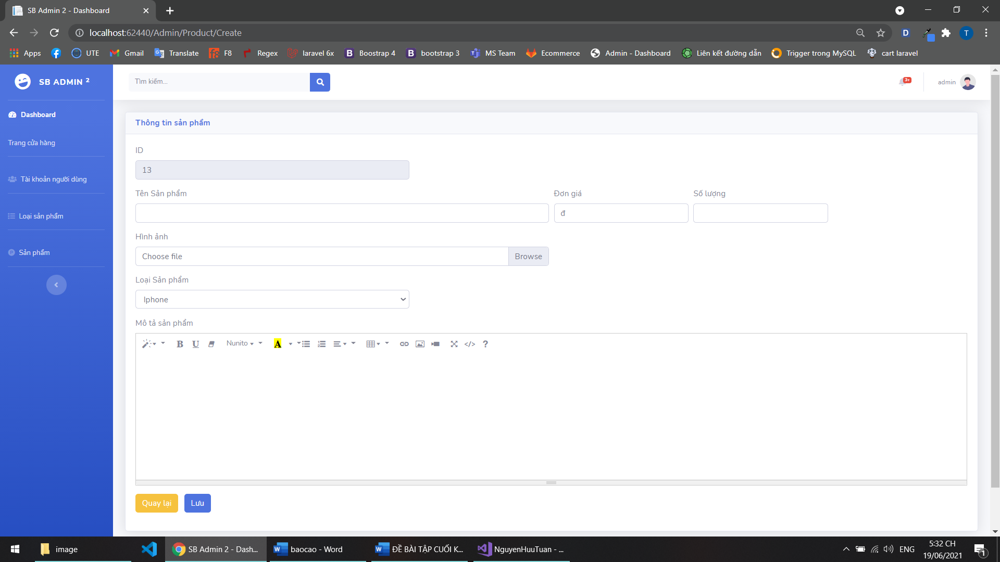 SB Admin 2 - Dashboard
localhost:62440/Admin/Product/Create
D
T
Apps
UTE
Gmail
Translate
F8
Regex
laravel 6x
Boostrap 4
bootstrap 3
MS Team
Ecommerce
Admin - Dashboard
Liên kết đường dẫn
Trigger trong MySQL
cart laravel
SB ADMIN 2
Tìm kiếm...
3+
admin
Dashboard
Trang cửa hàng
Tài khoản người dùng
Loại sản phẩm
Sản phẩm
Thông tin sản phẩm
ID
13
Tên Sản phẩm
Đơn giá
Số lượng
đ
Hình ảnh
Choose file
Browse
Loại Sản phẩm
Iphone
Mô tả sản phẩm
B U Nunito A </> ?
Quay lại
Lưu
image
SB Admin 2 - Dash...
baocao - Word
ĐỀ BÀI TẬP CUỐI K...
NguyenHuuTuan - ...
ENG
5:32 CH
19/06/2021
1